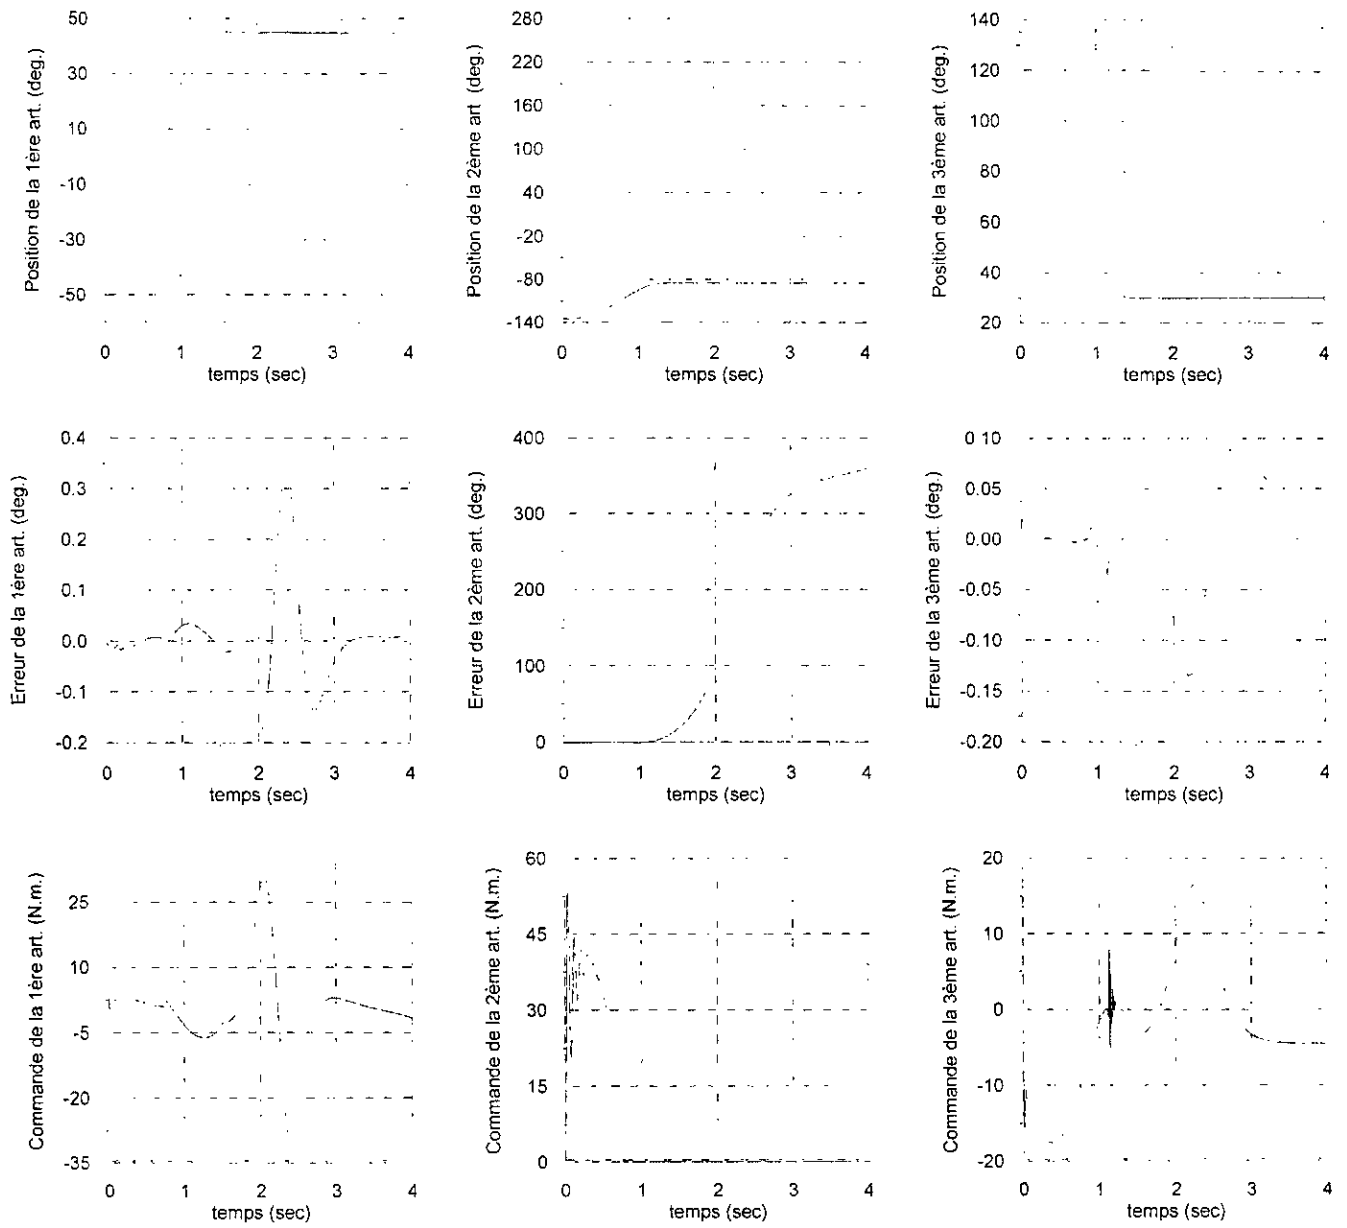 Position de la 1ère art. (deg.)
50
30
10
-10
-30
-50
0 1 2 3 4
temps (sec)
Position de la 2ème art (deg.)
280
220
160
100
40
-20
-80
-140
0 1 2 3 4
temps (sec)
Position de la 3ème art. (deg.)
140
120
100
80
60
40
20
0 1 2 3 4
temps (sec)
Erreur de la 1ère art. (deg.)
0.4
0.3
0.2
0.1
0.0
-0.1
-0.2
0 1 2 3 4
temps (sec)
Erreur de la 2ème art. (deg.)
400
300
200
100
0
0 1 2 3 4
temps (sec)
Erreur de la 3ème art. (deg)
0 10
0.05
0.00
-0.05
-0.10
-0.15
-0.20
0 1 2 3 4
temps (sec)
Commande de la 1ère art. (N.m.)
25
10
-5
-20
-35
0 1 2 3 4
temps (sec)
Commande de la 2ème art. (N.m.)
60
45
30
15
0
0 1 2 3 4
temps (sec)
Commande de la 3ème art. (N.m.)
20
10
0
-10
-20
0 1 2 3 4
temps (sec)